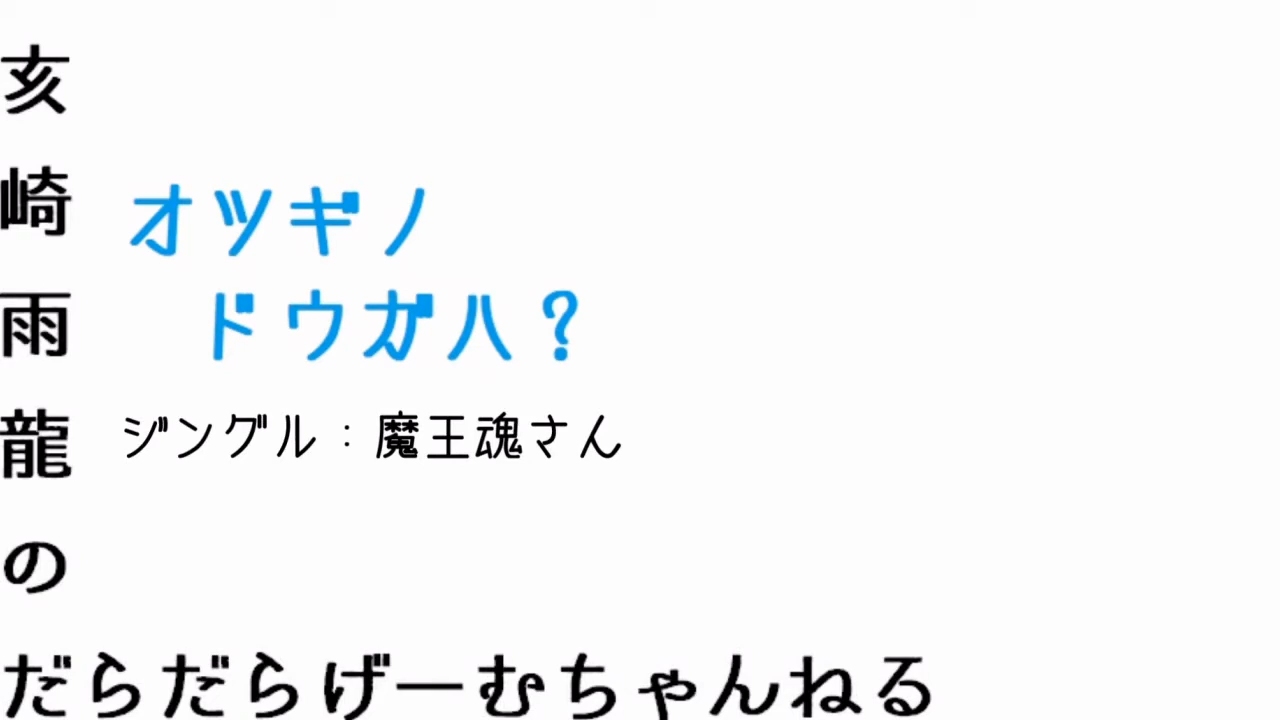 亥崎雨龍の
だらだらげーむちゃんねる
オツギノ
ドウガハ？
ジングル：魔王魂さん